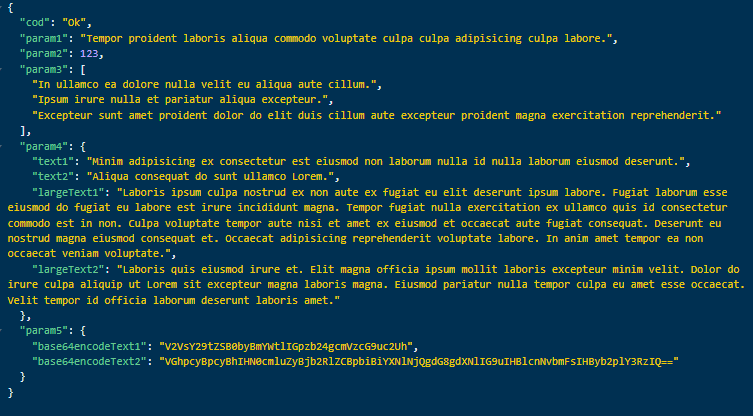 {
"cod": "Ok",
"param1": "Tempor proident laboris aliqua commodo voluptate culpa culpa adipisicing culpa labore.",
"param2": 123,
"param3": [
"In ullamco ea dolore nulla velit eu aliqua aute cillum.",
"Ipsum irure nulla et pariatur aliqua excepteur.",
"Excepteur sunt amet proident dolor do elit duis cillum aute excepteur proident magna exercitation reprehenderit."
],
"param4": {
"text1": "Minim adipisicing ex consectetur est eiusmod non laborum nulla id nulla laborum eiusmod deserunt.",
"text2": "Aliqua consequat do sunt ullamco Lorem.",
"largeText1": "Laboris ipsum culpa nostrud ex non aute ex fugiat eu elit deserunt ipsum labore. Fugiat laborum esse
eiusmod do fugiat eu labore est irure incididunt magna. Tempor fugiat nulla exercitation ex ullamco quis id consectetur
commodo est in non. Culpa voluptate tempor aute nisi et amet ex eiusmod et occaecat aute fugiat consequat. Deserunt eu
nostrud magna eiusmod consequat et. Occaecat adipisicing reprehenderit voluptate labore. In anim amet tempor ea non
occaecat veniam voluptate.",
"largeText2": "Laboris quis eiusmod irure et. Elit magna officia ipsum mollit laboris excepteur minim velit. Dolor do
irure culpa aliquip ut Lorem sit excepteur magna laboris magna. Eiusmod pariatur nulla tempor culpa eu amet esse occaecat.
Velit tempor id officia laborum deserunt laboris amet."
},
"param5": {
"base64encodeText1": "V2VsY29tZSB0byBmYWtlIGpzb24gcmVzcG9uc2Uh",
"base64encodeText2": "VGhpcyBpcyBhIHN0cmluZyBjb2RlZCBpbiBiYXNlNjQgdG8gdXNlIG9uIHBlcnNvbmFsIHByb2plY3RzIQ=="
}
}